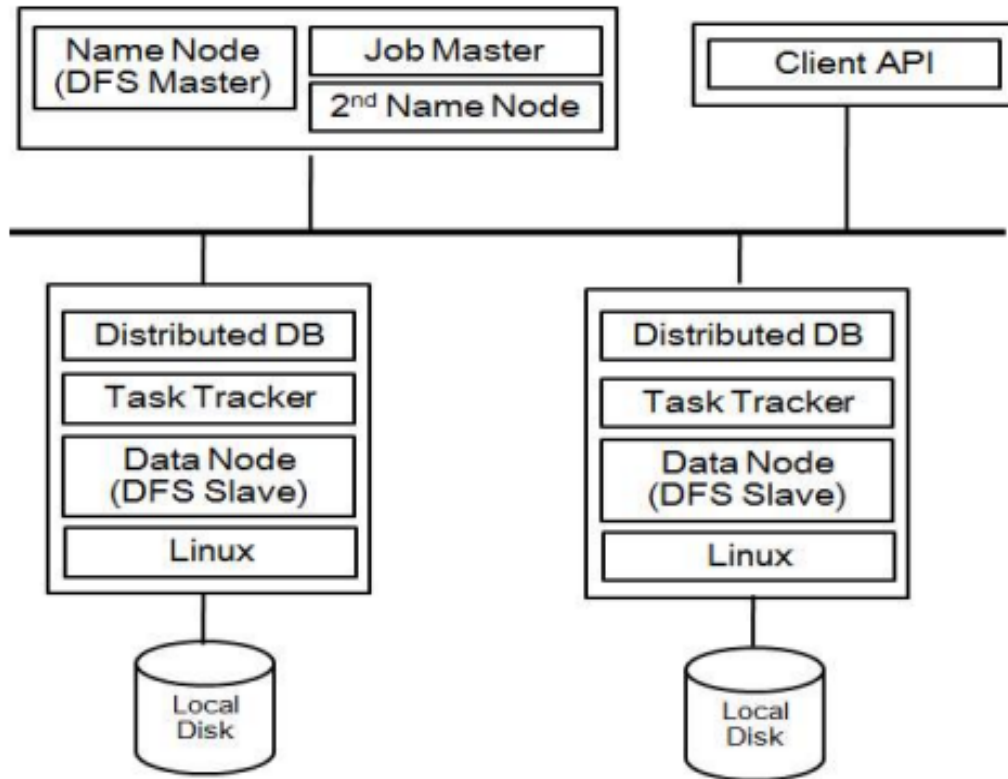 Name Node
(DFS Master)
Job Master
2nd Name Node
Client API
Distributed DB
Task Tracker
Data Node
(DFS Slave)
Linux
Local
Disk
Distributed DB
Task Tracker
Data Node
(DFS Slave)
Linux
Local
Disk